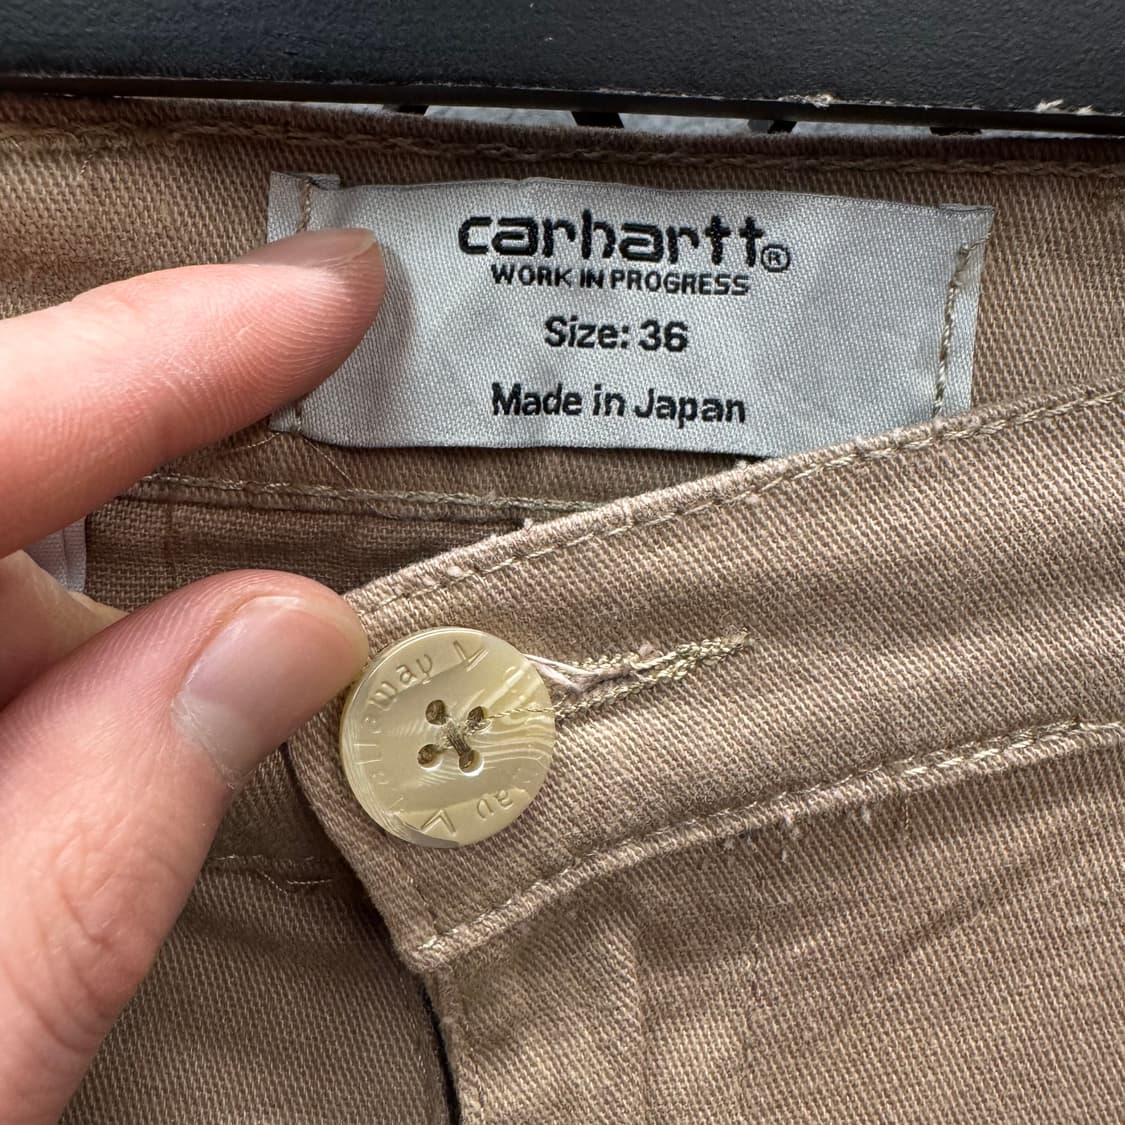 carhartt®
WORK IN PROGRESS
Size: 36
Made in Japan